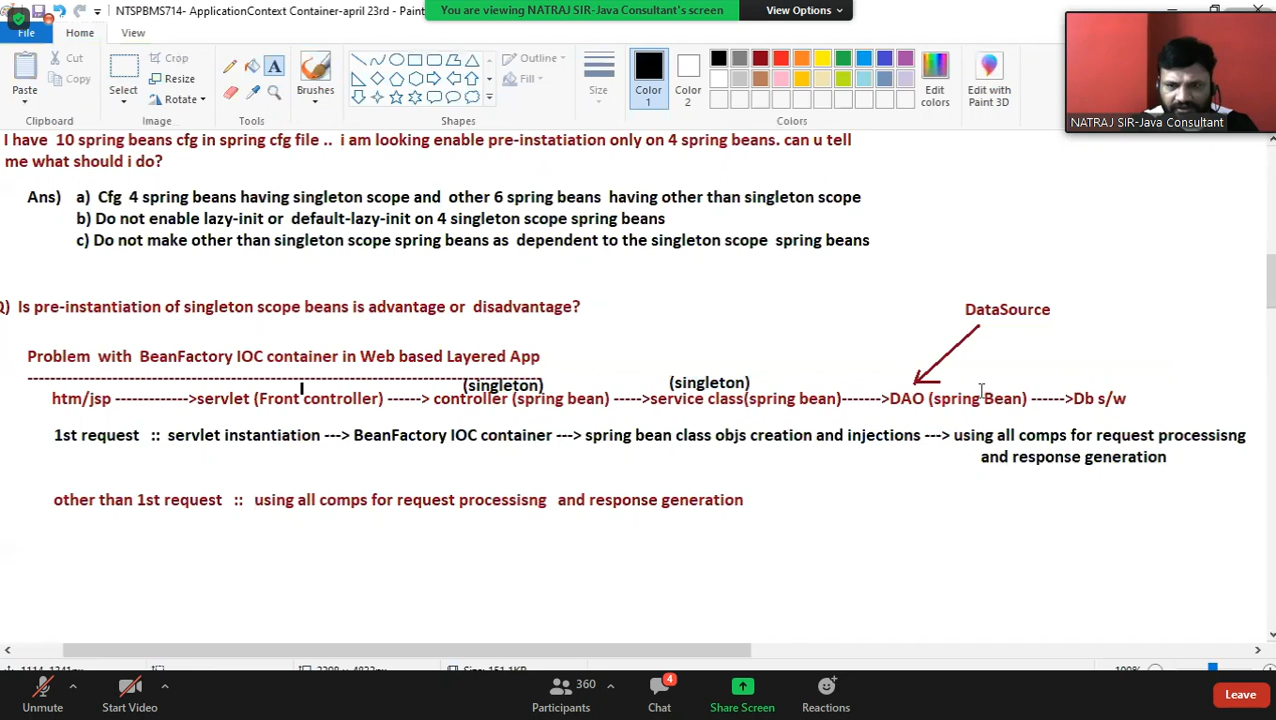 NTSPBMS714- ApplicationContext Container-april 23rd - Paint
You are viewing NATRAJ SIR-Java Consultant's screen
View Options
File
Home
View
Paste
Cut
Copy
Clipboard
Select
Crop
Resize
Rotate
Image
A
Tools
Brushes
Outline
Fill
Shapes
Size
Color
1
Color
2
Edit
colors
Colors
Edit with
Paint 3D
NATRAJ SIR-Java Consultant
I have 10 spring beans cfg in spring cfg file .. i am looking enable pre-instatiation only on 4 spring beans. can u tell
me what should i do?
Ans) a) Cfg 4 spring beans having singleton scope and other 6 spring beans having other than singleton scope
b) Do not enable lazy-init or default-lazy-init on 4 singleton scope spring beans
c) Do not make other than singleton scope spring beans as dependent to the singleton scope spring beans
Q) Is pre-instantiation of singleton scope beans is advantage or disadvantage?
DataSource
Problem with BeanFactory IOC container in Web based Layered App
------------------------------------------------------------------------------------------
(singleton) (singleton)
htm/jsp ------------->servlet (Front controller) ------> controller (spring bean) ----->service class(spring bean)------->DAO (spring Bean) ------>Db s/w
1st request :: servlet instantiation ---> BeanFactory IOC container ---> spring bean class objs creation and injections ---> using all comps for request processisng
and response generation
other than 1st request :: using all comps for request processisng and response generation
Unmute
Start Video
360
Participants
4
Chat
Share Screen
Reactions
Leave